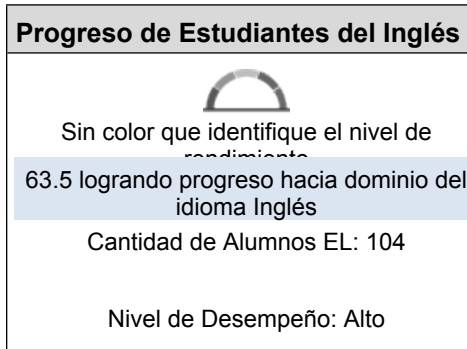 Progreso de Estudiantes del Inglés
Sin color que identifique el nivel de
rendimiento
63.5 logrando progreso hacia dominio del
idioma Inglés
Cantidad de Alumnos EL: 104
Nivel de Desempeño: Alto